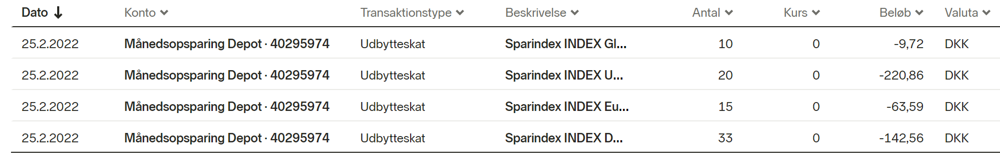 Dato Konto Transaktionstype Beskrivelse Antal Kurs Beløb Valuta
25.2.2022 Månedsopsparing Depot · 40295974 Udbytteskat Sparindex INDEX Gl... 10 0 -9,72 DKK
25.2.2022 Månedsopsparing Depot · 40295974 Udbytteskat Sparindex INDEX U... 20 0 -220,86 DKK
25.2.2022 Månedsopsparing Depot · 40295974 Udbytteskat Sparindex INDEX Eu... 15 0 -63,59 DKK
25.2.2022 Månedsopsparing Depot · 40295974 Udbytteskat Sparindex INDEX D... 33 0 -142,56 DKK